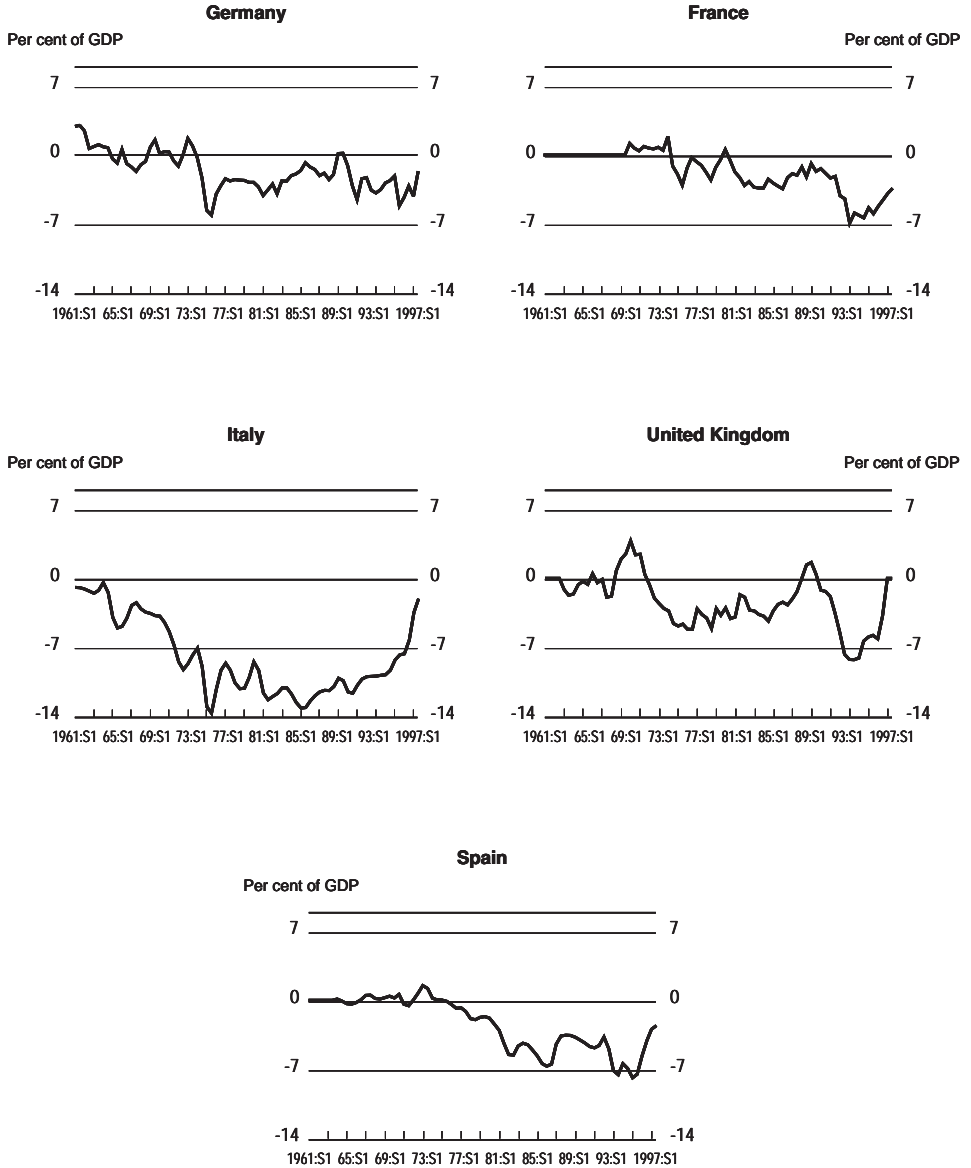 Germany
Per cent of GDP
7 7
0 0
-7 -7
-14 -14
1961:S1 65:S1 69:S1 73:S1 77:S1 81:S1 85:S1 89:S1 93:S1 1997:S1
France
Per cent of GDP
7 7
0 0
-7 -7
-14 -14
1961:S1 65:S1 69:S1 73:S1 77:S1 81:S1 85:S1 89:S1 93:S1 1997:S1
Italy
Per cent of GDP
7 7
0 0
-7 -7
-14 -14
1961:S1 65:S1 69:S1 73:S1 77:S1 81:S1 85:S1 89:S1 93:S1 1997:S1
United Kingdom
Per cent of GDP
7 7
0 0
-7 -7
-14 -14
1961:S1 65:S1 69:S1 73:S1 77:S1 81:S1 85:S1 89:S1 93:S1 1997:S1
Spain
Per cent of GDP
7 7
0 0
-7 -7
-14 -14
1961:S1 65:S1 69:S1 73:S1 77:S1 81:S1 85:S1 89:S1 93:S1 1997:S1